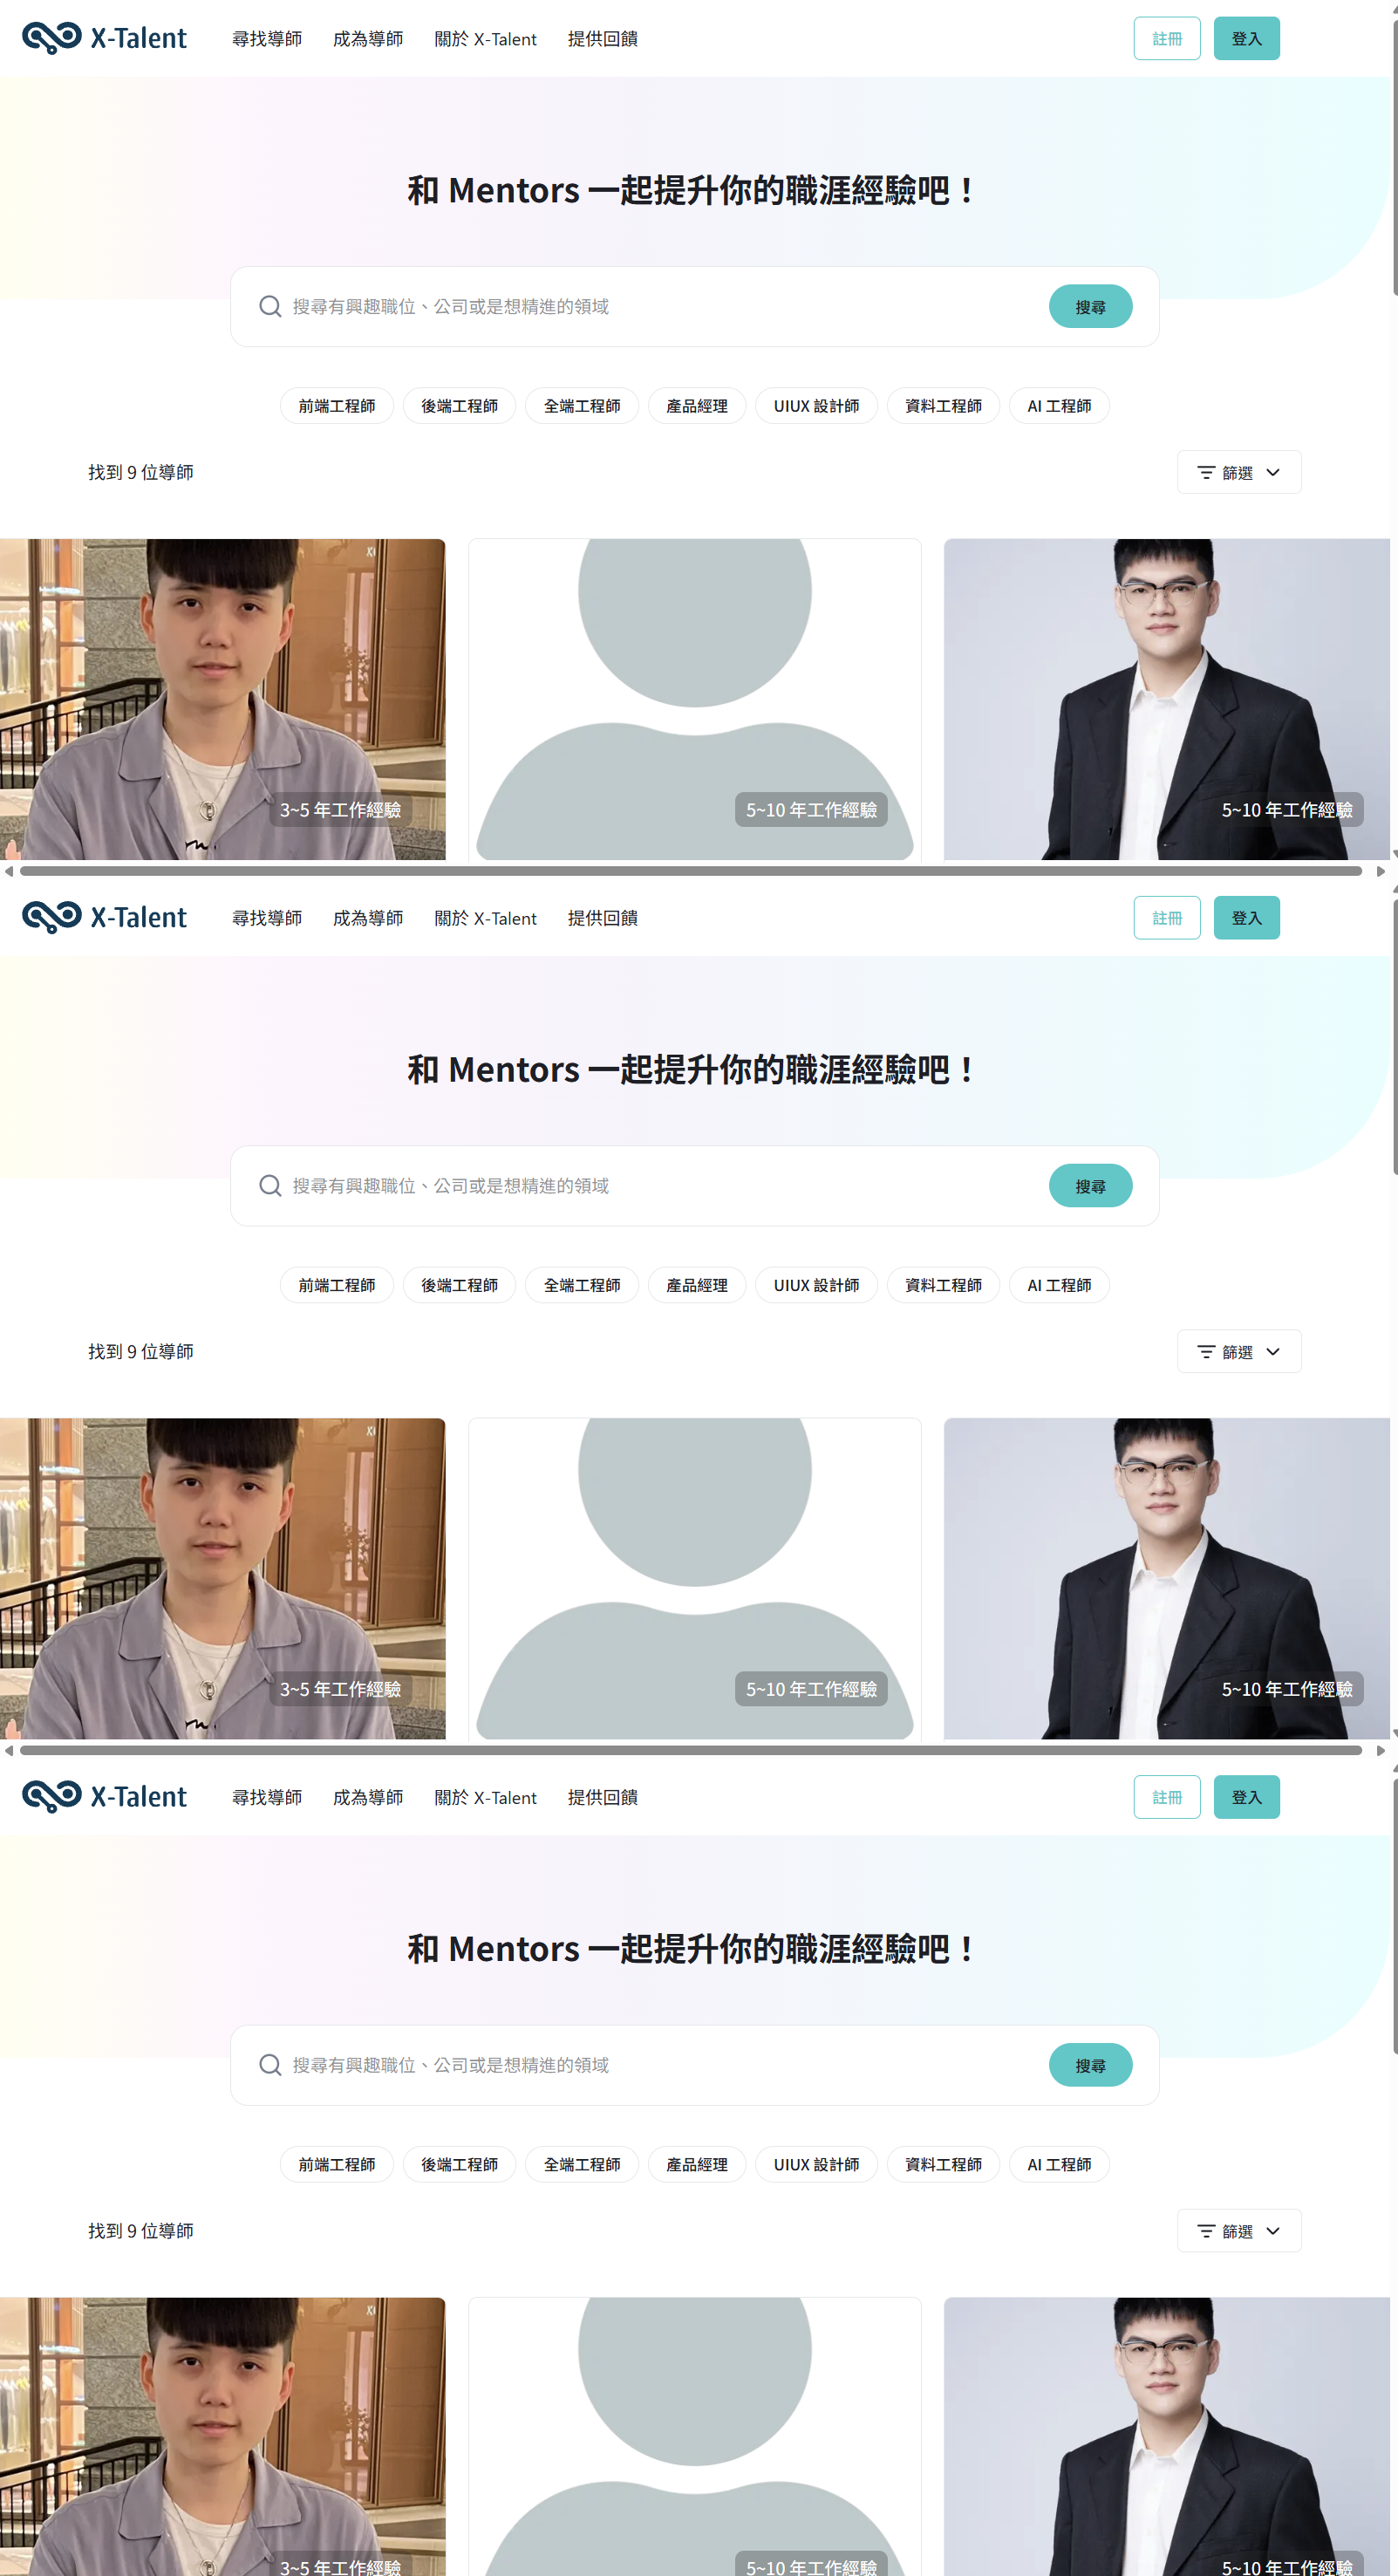 X-Talent
尋找導師
成為導師
關於 X-Talent
提供回饋
註冊
登入
和 Mentors 一起提升你的職涯經驗吧！
搜尋有興趣職位、公司或是想精進的領域
搜尋
前端工程師
後端工程師
全端工程師
產品經理
UIUX 設計師
資料工程師
AI 工程師
找到 9 位導師
篩選
3~5 年工作經驗
5~10 年工作經驗
5~10 年工作經驗
X-Talent
尋找導師
成為導師
關於 X-Talent
提供回饋
註冊
登入
和 Mentors 一起提升你的職涯經驗吧！
搜尋有興趣職位、公司或是想精進的領域
搜尋
前端工程師
後端工程師
全端工程師
產品經理
UIUX 設計師
資料工程師
AI 工程師
找到 9 位導師
篩選
3~5 年工作經驗
5~10 年工作經驗
5~10 年工作經驗
X-Talent
尋找導師
成為導師
關於 X-Talent
提供回饋
註冊
登入
和 Mentors 一起提升你的職涯經驗吧！
搜尋有興趣職位、公司或是想精進的領域
搜尋
前端工程師
後端工程師
全端工程師
產品經理
UIUX 設計師
資料工程師
AI 工程師
找到 9 位導師
篩選
3~5 年工作經驗
5~10 年工作經驗
5~10 年工作經驗